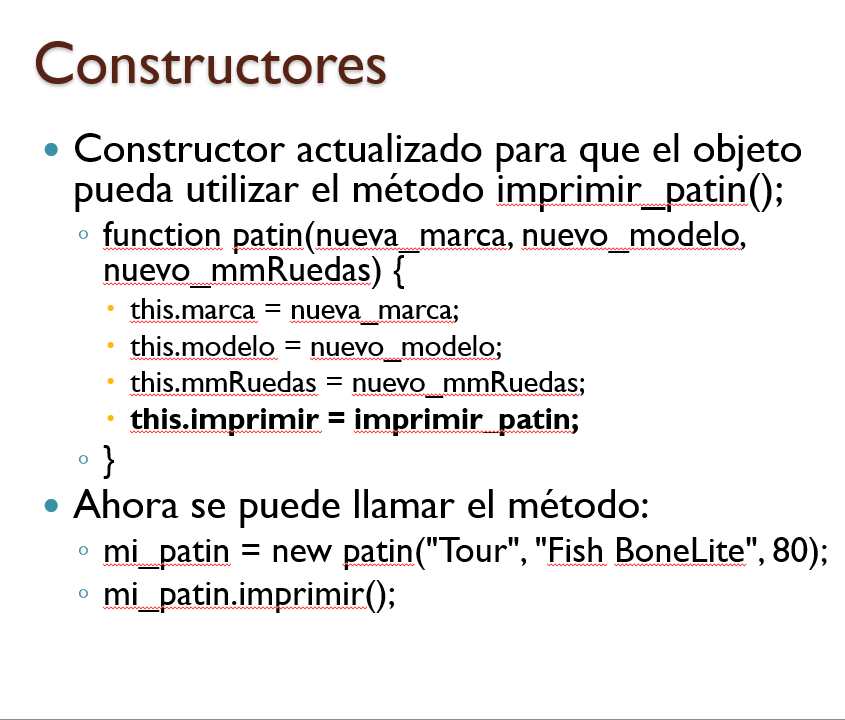 Constructores
Constructor actualizado para que el objeto
pueda utilizar el método imprimir_patin();
function patin(nueva_marca, nuevo_modelo,
nuevo_mmRuedas) {
this.marca = nueva_marca;
this.modelo = nuevo_modelo;
this.mmRuedas = nuevo_mmRuedas;
this.imprimir = imprimir_patin;
}
Ahora se puede llamar el método:
mi_patin = new patin("Tour", "Fish BoneLite", 80);
mi_patin.imprimir();